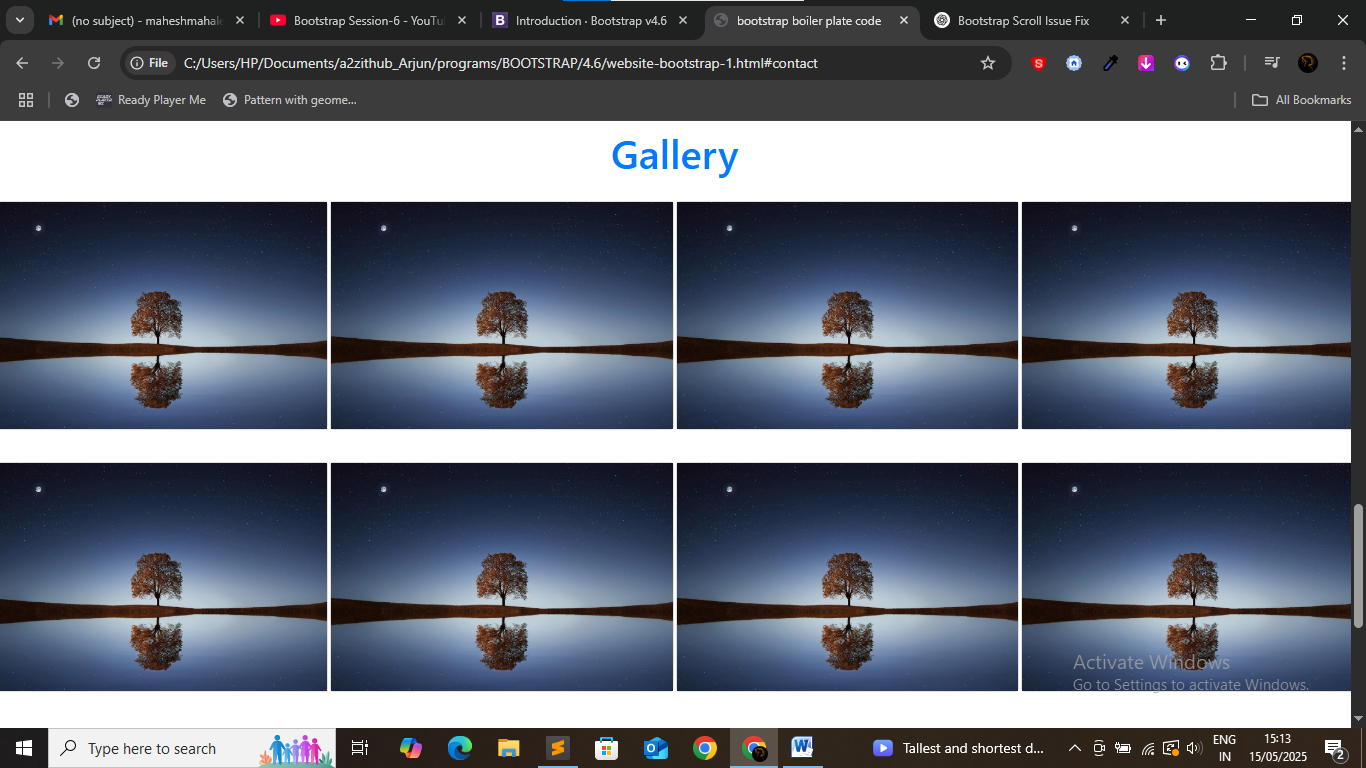 (no subject) - maheshmahale
Bootstrap Session-6 - YouTu
B
Introduction · Bootstrap v4.6
bootstrap boiler plate code
Bootstrap Scroll Issue Fix
File
C:/Users/HP/Documents/a2zithub_Arjun/programs/BOOTSTRAP/4.6/website-bootstrap-1.html#contact
Ready Player Me
Pattern with geome...
All Bookmarks
Gallery
Activate Windows
Go to Settings to activate Windows.
Type here to search
Tallest and shortest d...
ENG
IN
15:13
15/05/2025
2